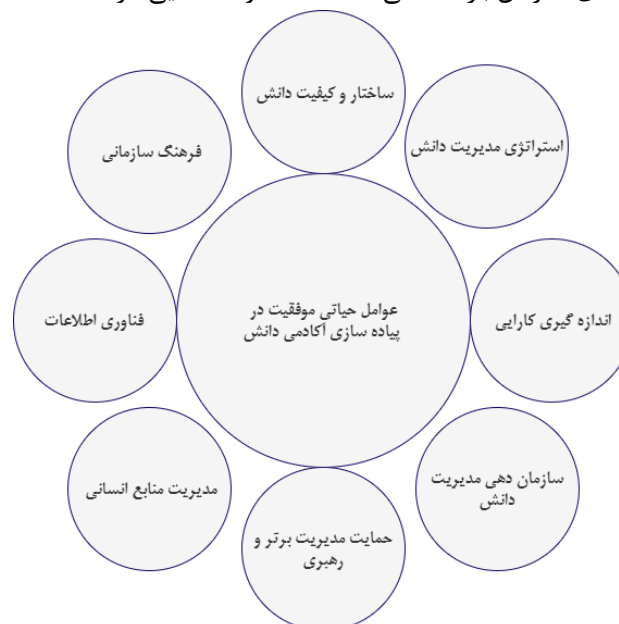 ساختار و کیفیت دانش
استراتژی مدیریت دانش
فرهنگ سازمانی
عوامل حیاتی موفقیت در
پیاده سازی آکادمی دانش
اندازه گیری کارایی
فناوری اطلاعات
سازمان دهی مدیریت
دانش
مدیریت منابع انسانی
حمایت مدیریت برتر و
رهبری